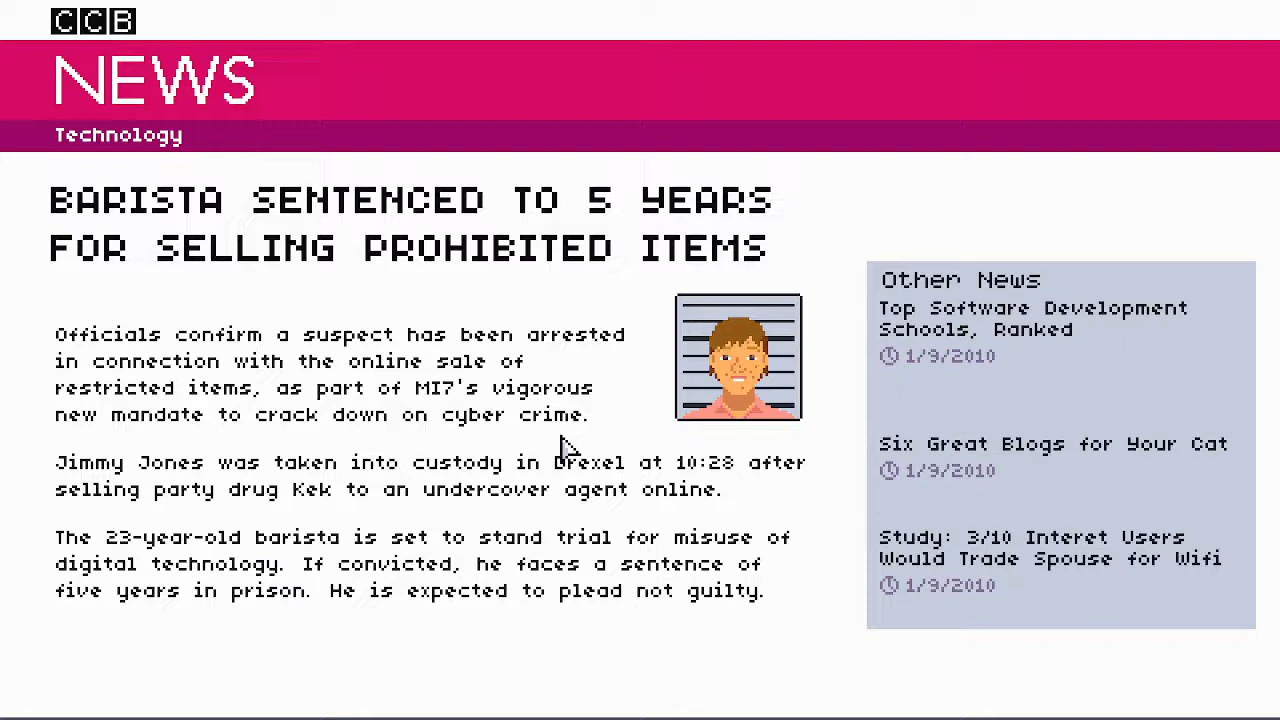 CCB
NEWS
Technology
BARISTA SENTENCED TO 5 YEARS
FOR SELLING PROHIBITED ITEMS
Officials confirm a suspect has been arrested
in connection with the online sale of
restricted items, as part of MI7's vigorous
new mandate to crack down on cyber crime.
Jimmy Jones was taken into custody in Drexel at 10:28 after
selling party drug Kek to an undercover agent online.
The 23-year-old barista is set to stand trial for misuse of
digital technology. If convicted, he faces a sentence of
five years in prison. He is expected to plead not guilty.
Other News
Top Software Development
Schools, Ranked
1/9/2010
Six Great Blogs for Your Cat
1/9/2010
Study: 3/10 Interet Users
Would Trade Spouse for Wifi
1/9/2010